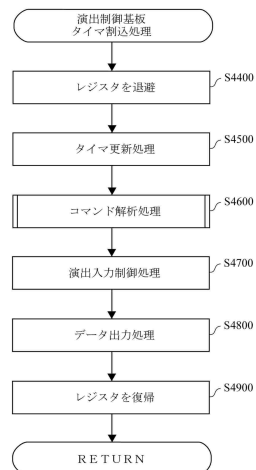 演出制御基板
タイマ割込処理
レジスタを退避
S4400
タイマ更新処理
S4500
コマンド解析処理
S4600
演出入力制御処理
S4700
データ出力処理
S4800
レジスタを復帰
S4900
ＲＥＴＵＲＮ